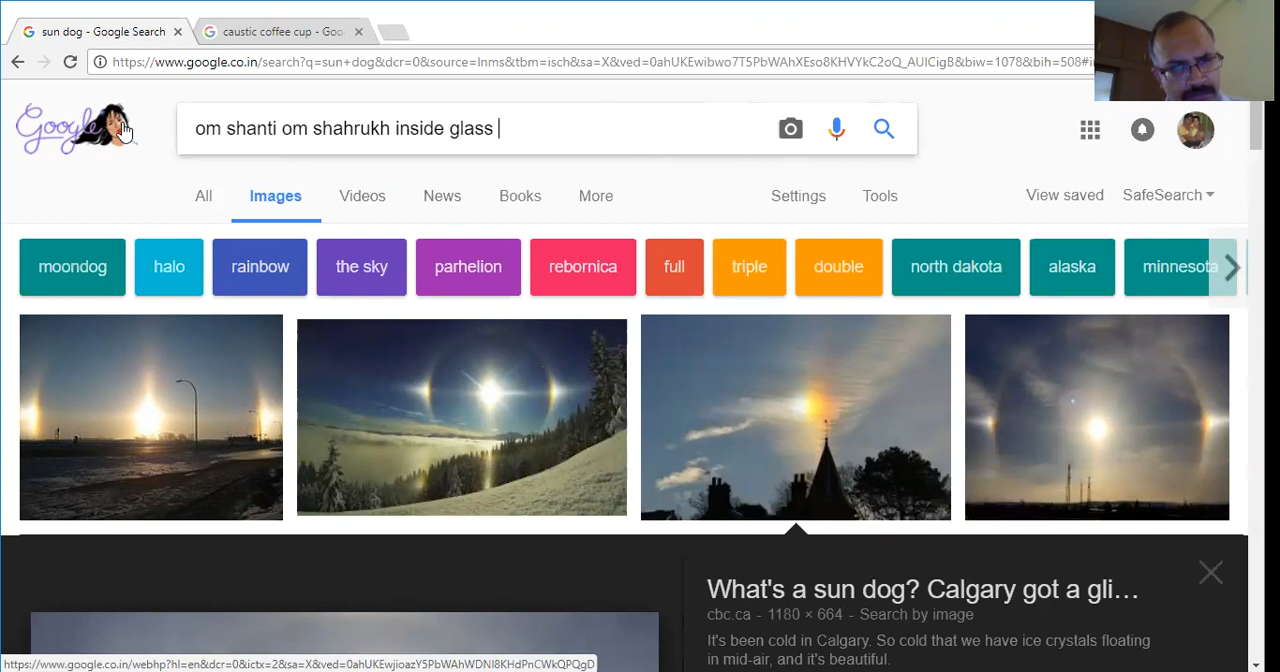 sun dog - Google Search
caustic coffee cup - Goo
https://www.google.co.in/search?q=sun+dog&dcr=0&source=lnms&tbm=isch&sa=X&ved=0ahUKEwibwo7T5PbWAhXEso8KHVYkC2oQ_AUICigB&biw=1078&bih=508#i
Google
om shanti om shahrukh inside glass
All Images Videos News Books More Settings Tools View saved SafeSearch
moondog halo rainbow the sky parhelion rebornica full triple double north dakota alaska minnesota
What's a sun dog? Calgary got a gli...
cbc.ca - 1180 × 664 - Search by image
It's been cold in Calgary. So cold that we have ice crystals floating
in mid-air, and it's beautiful.
https://www.google.co.in/webhp?hl=en&dcr=0&ictx=2&sa=X&ved=0ahUKEwjioazY5PbWAhWDNI8KHdPnCWkQPQgD